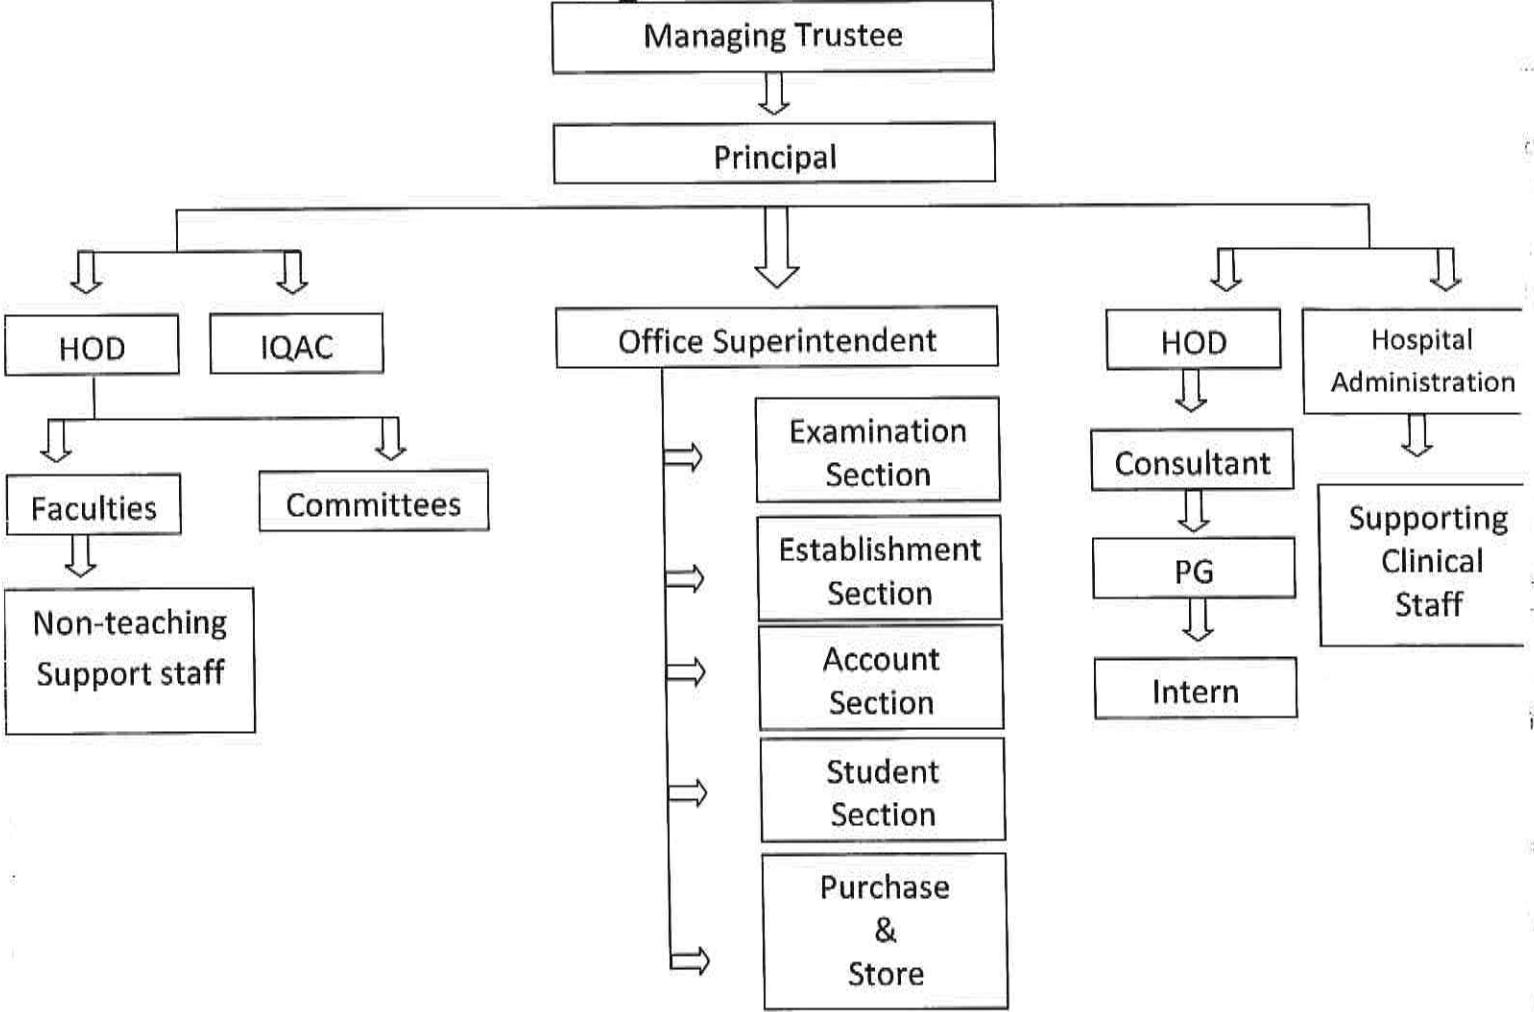 Managing Trustee
Principal
HOD
IQAC
Office Superintendent
HOD
Hospital
Administration
Faculties
Committees
Non-teaching
Support staff
Examination
Section
Establishment
Section
Account
Section
Student
Section
Purchase
&
Store
Consultant
PG
Intern
Supporting
Clinical
Staff